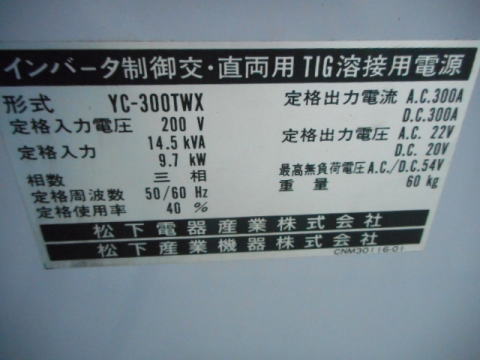 インバータ制御交・直両用TIG溶接用電源
形式 YC-300TWX
定格入力電圧 200 V
定格入力 14.5 kVA
9.7 kW
相数 三相
定格周波数 50/60 Hz
定格使用率 40 %
定格出力電流 A.C.300A
D.C.300A
定格出力電圧 A.C. 22V
D.C. 20V
最高無負荷電圧 A.C./D.C.54V
重量 60 kg
松下電器産業株式会社
松下産業機器株式会社
CNM30116-01